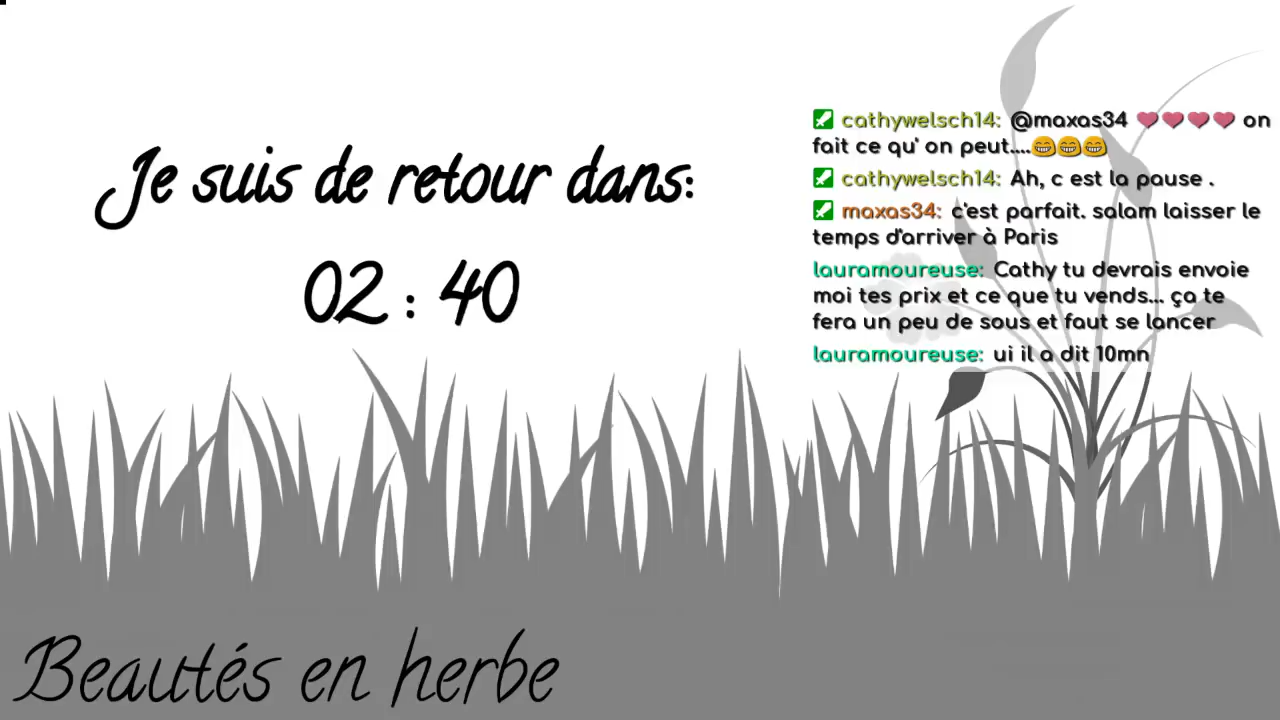 Je suis de retour dans:
02 : 40
cathywelsch14: @maxas34 ❤❤❤❤ on
fait ce qu' on peut....😁😁😁
cathywelsch14: Ah, c est la pause .
maxas34: c'est parfait. salam laisser le
temps d'arriver à Paris
lauramoureuse: Cathy tu devrais envoie
moi tes prix et ce que tu vends... ça te
fera un peu de sous et faut se lancer
lauramoureuse: ui il a dit 10mn
Beautés en herbe